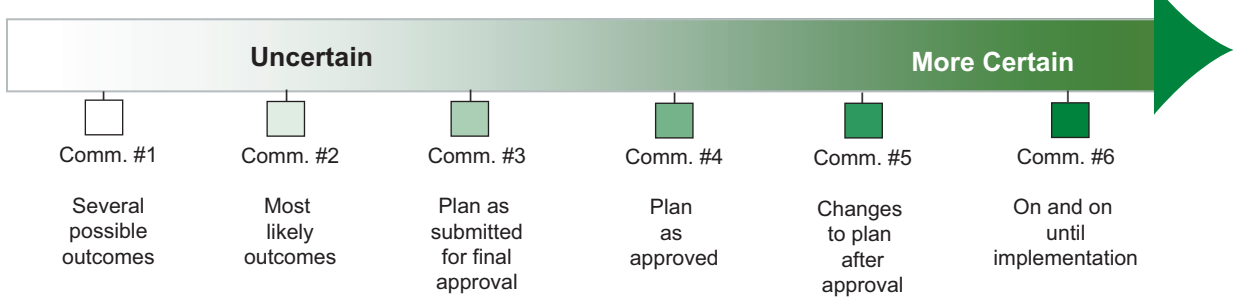 Uncertain
More Certain
Comm. #1
Comm. #2
Comm. #3
Comm. #4
Comm. #5
Comm. #6
Several
possible
outcomes
Most
likely
outcomes
Plan as
submitted
for final
approval
Plan
as
approved
Changes
to plan
after
approval
On and on
until
implementation